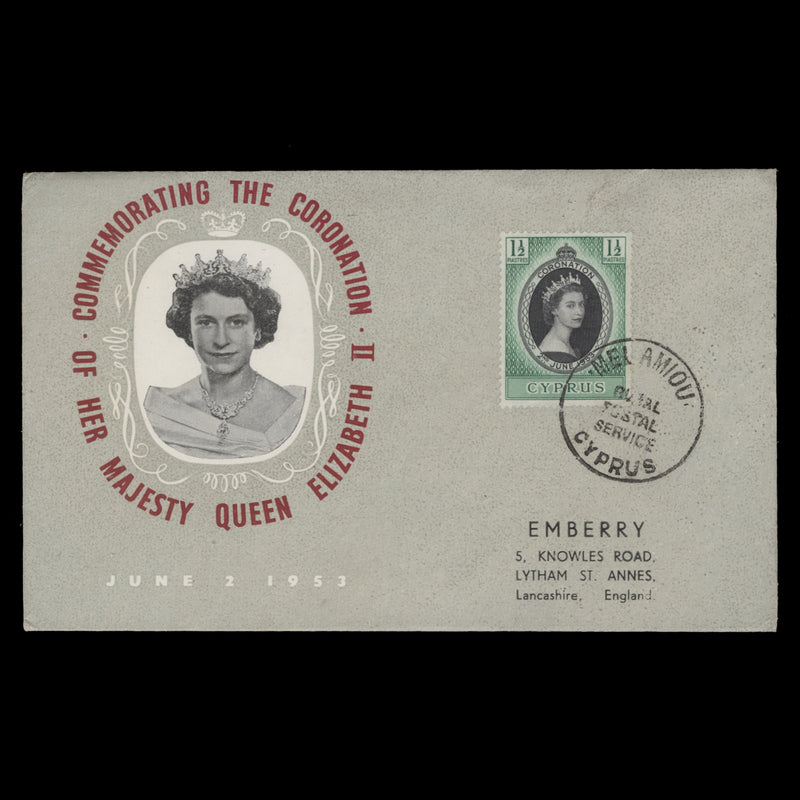 COMMEMORATING THE CORONATION · II
· OF HER MAJESTY QUEEN ELIZABETH
JUNE 2 1953
1½ 1½
PIASTRES PIASTRES
CORONATION
2ND JUNE 1953
CYPRUS
AMIOU
RURAL
POSTAL
SERVICE
CYPRUS
EMBERRY
5, KNOWLES ROAD,
LYTHAM ST. ANNES,
Lancashire, England.